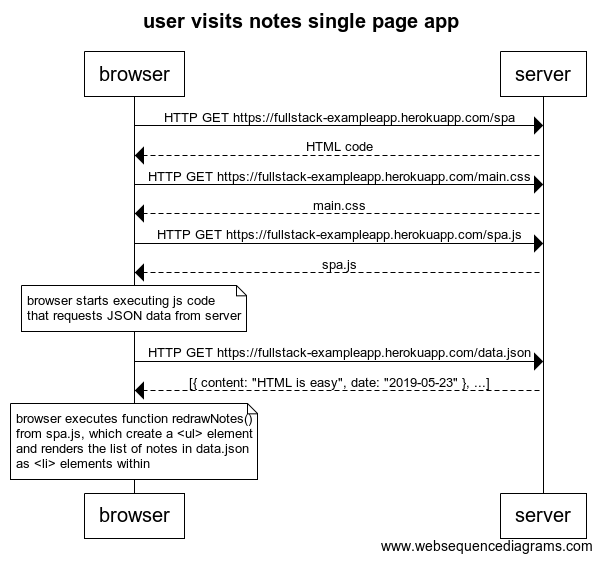 user visits notes single page app
browser
server
HTTP GET https://fullstack-exampleapp.herokuapp.com/spa
HTML code
HTTP GET https://fullstack-exampleapp.herokuapp.com/main.css
main.css
HTTP GET https://fullstack-exampleapp.herokuapp.com/spa.js
spa.js
browser starts executing js code
that requests JSON data from server
HTTP GET https://fullstack-exampleapp.herokuapp.com/data.json
[{ content: "HTML is easy", date: "2019-05-23" }, ...]
browser executes function redrawNotes()
from spa.js, which create a <ul> element
and renders the list of notes in data.json
as <li> elements within
browser
server
www.websequencediagrams.com